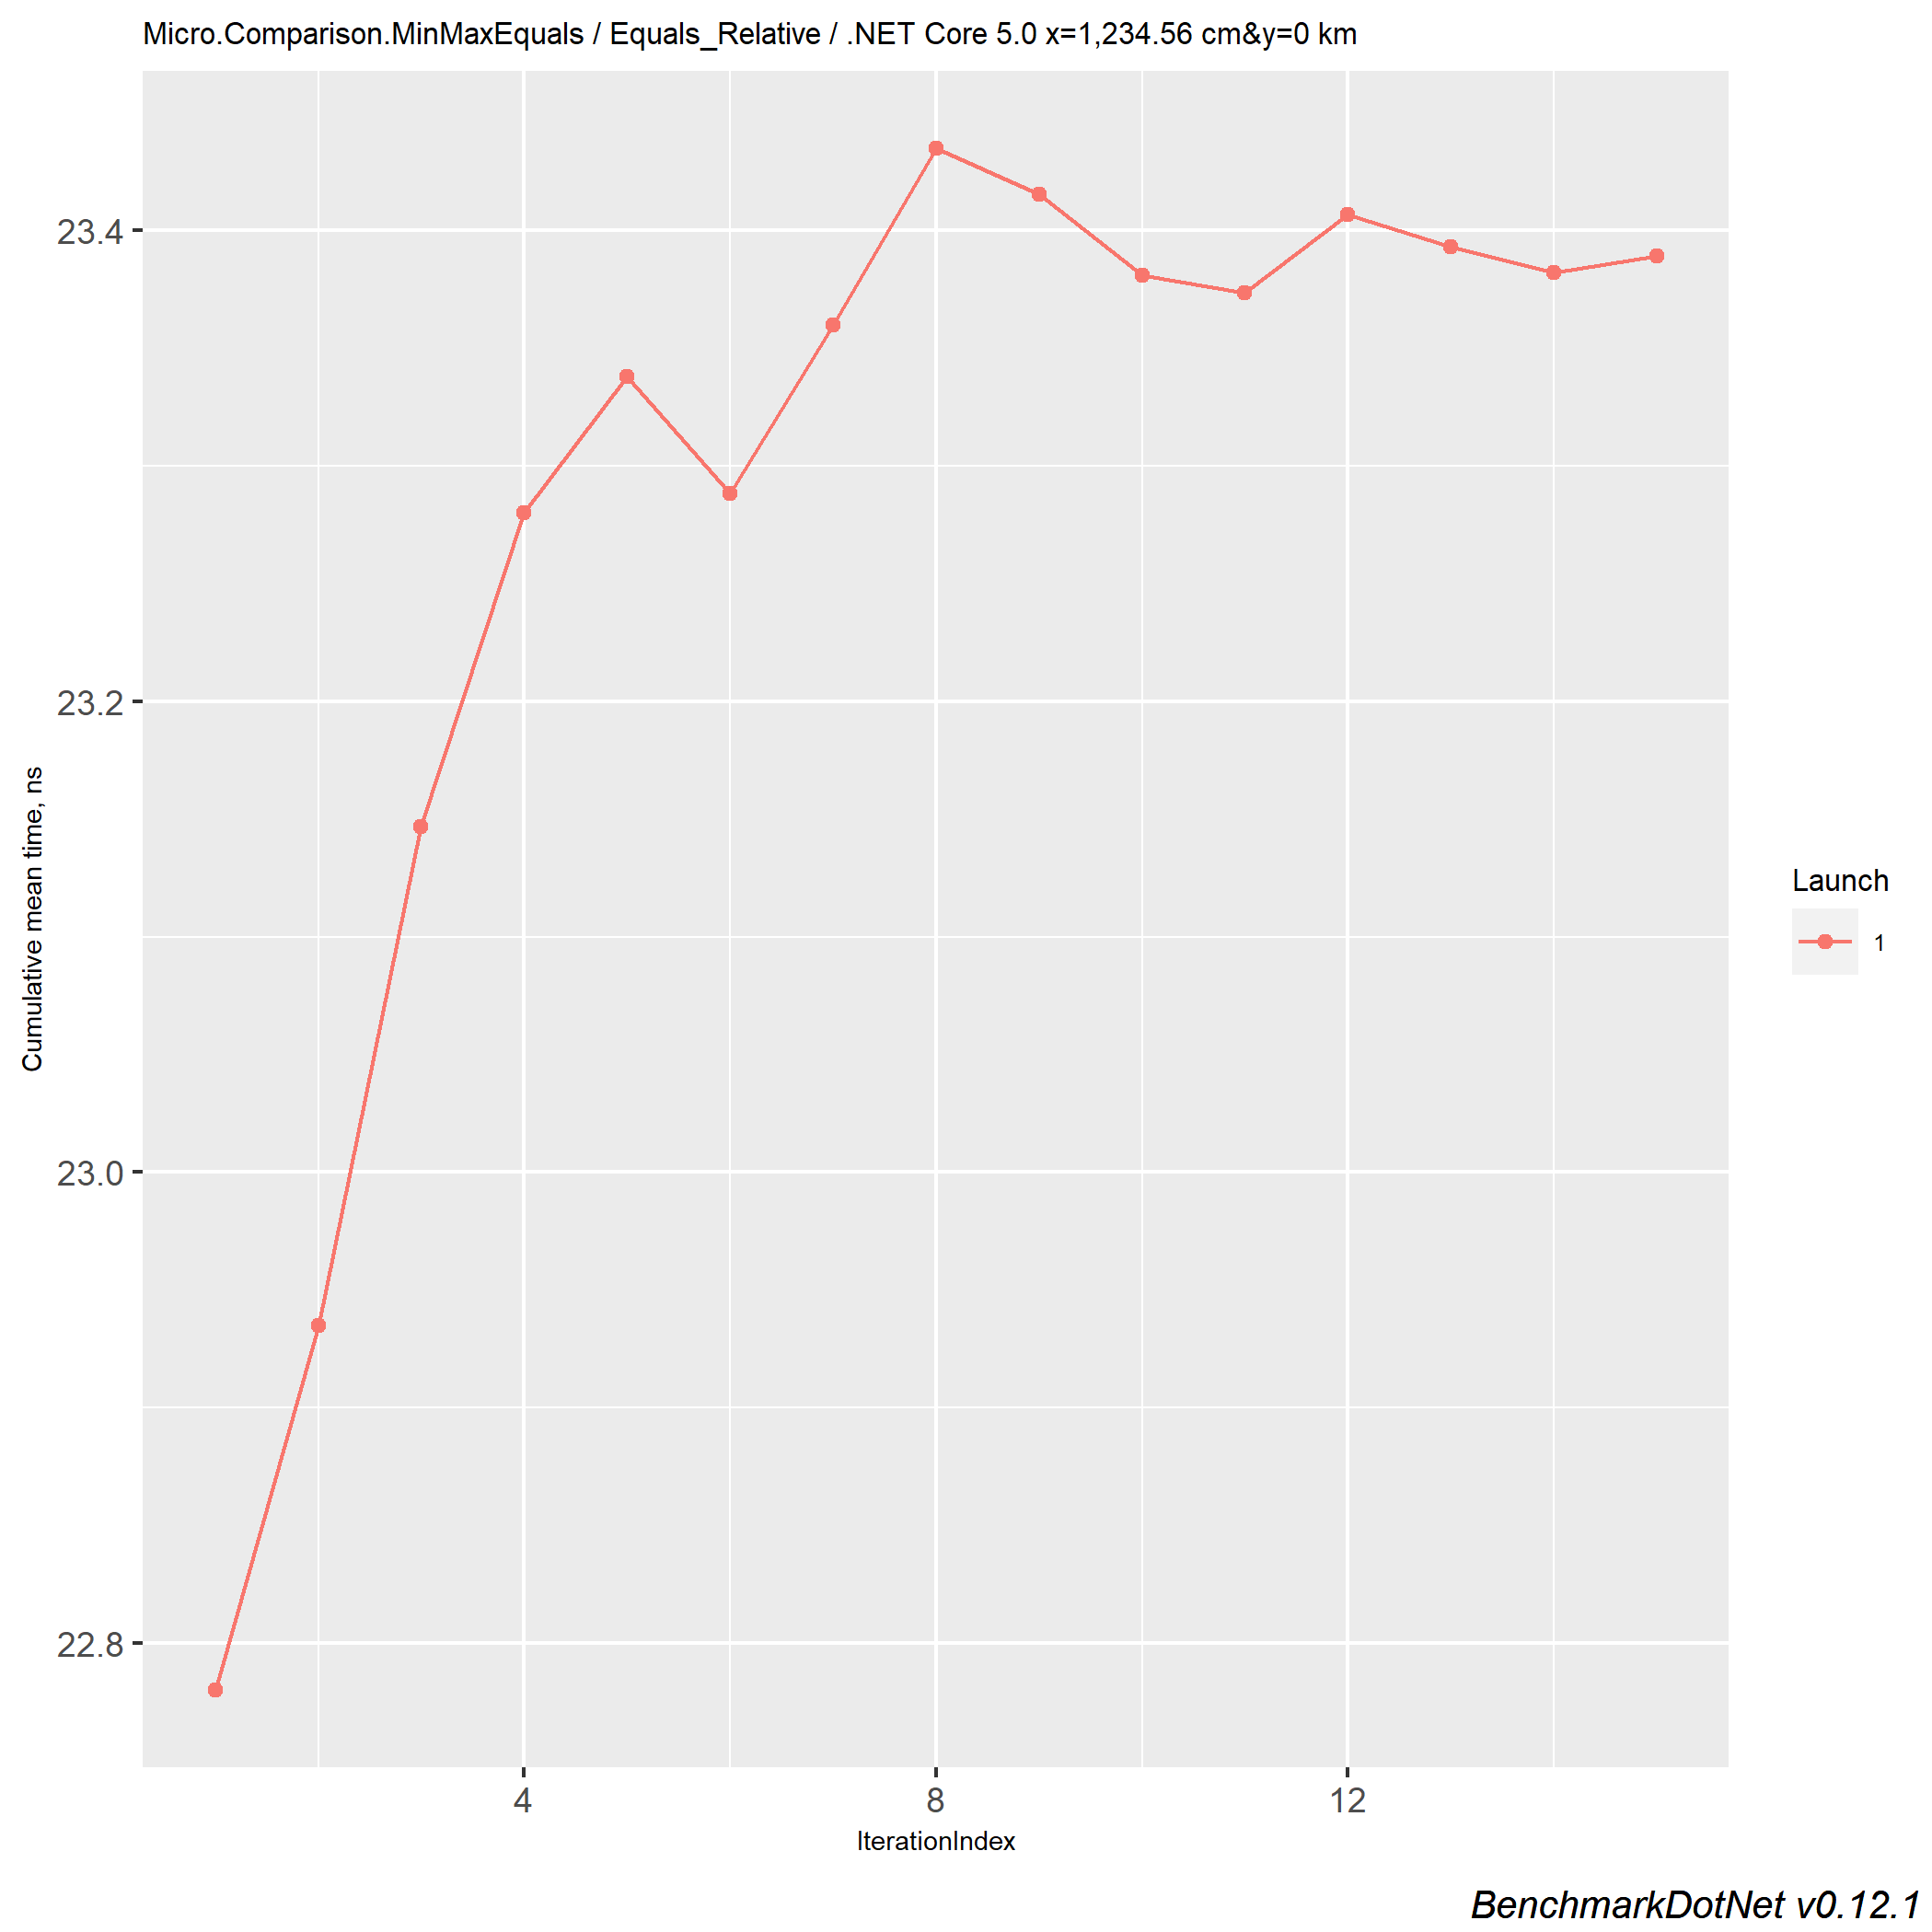 Micro.Comparison.MinMaxEquals / Equals_Relative / .NET Core 5.0 x=1,234.56 cm&y=0 km
23.4
23.2
23.0
22.8
Cumulative mean time, ns
4
8
12
IterationIndex
Launch
1
BenchmarkDotNet v0.12.1